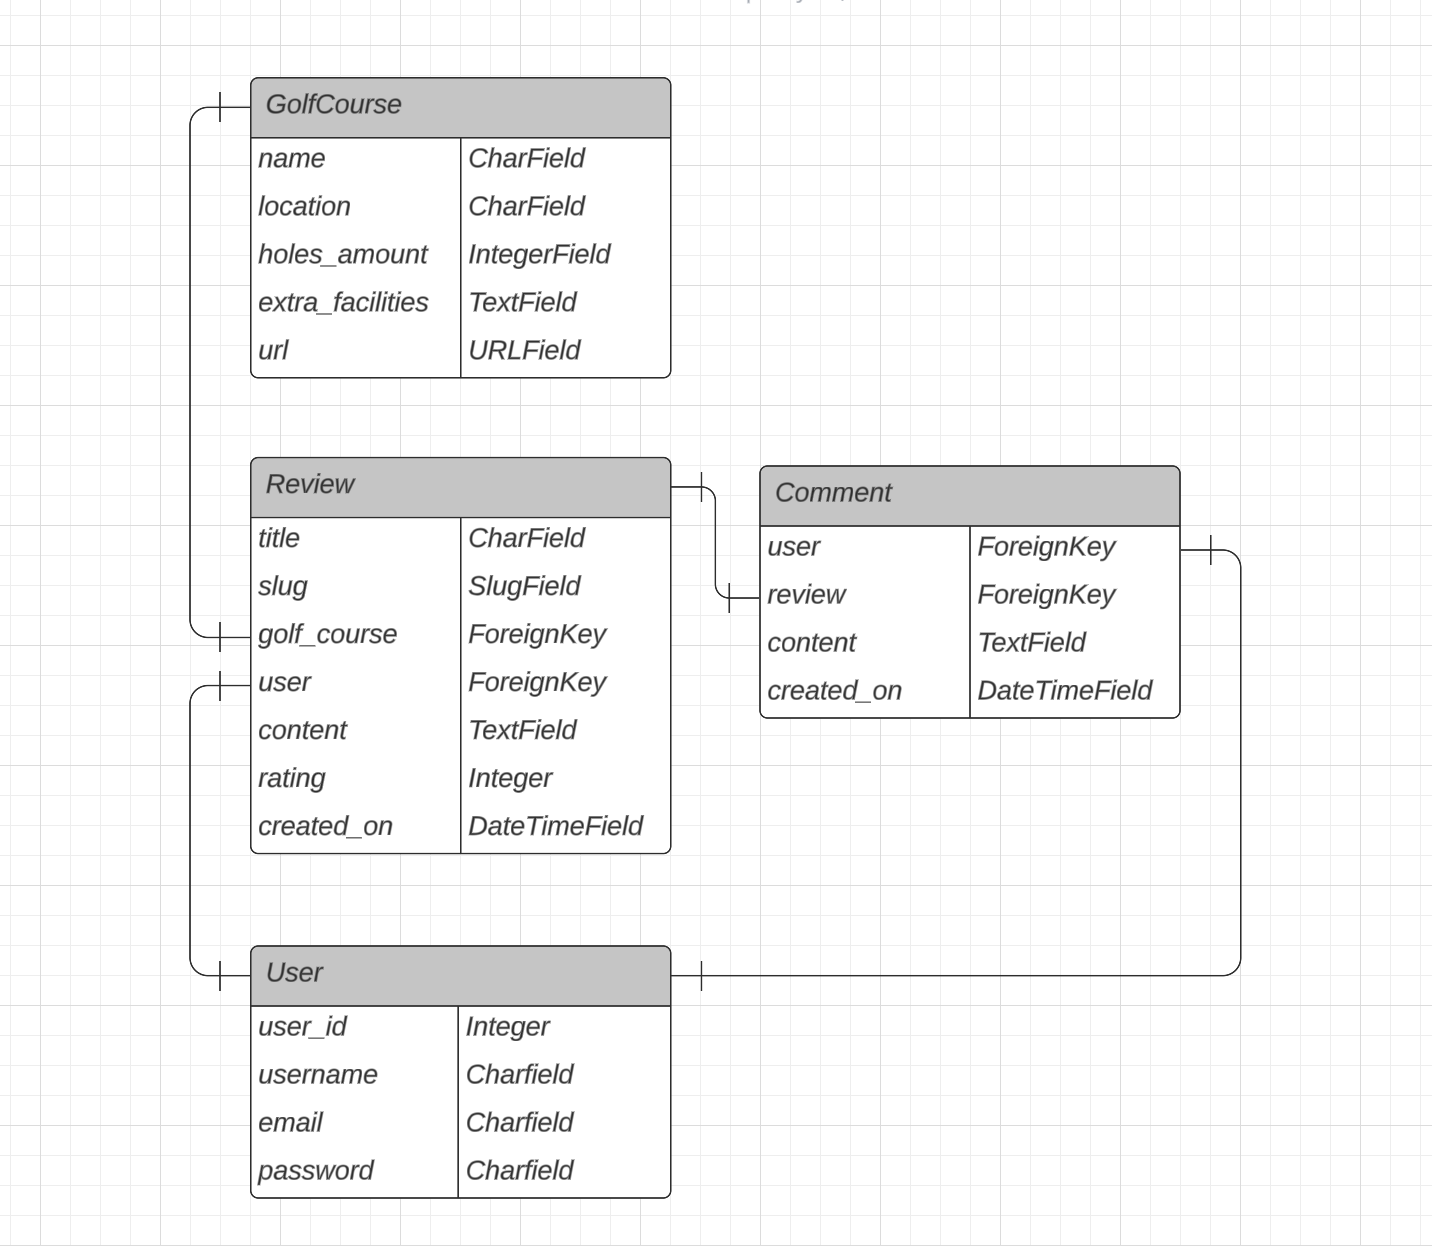 GolfCourse
name CharField
location CharField
holes_amount IntegerField
extra_facilities TextField
url URLField
Review
title CharField
slug SlugField
golf_course ForeignKey
user ForeignKey
content TextField
rating Integer
created_on DateTimeField
Comment
user ForeignKey
review ForeignKey
content TextField
created_on DateTimeField
User
user_id Integer
username Charfield
email Charfield
password Charfield